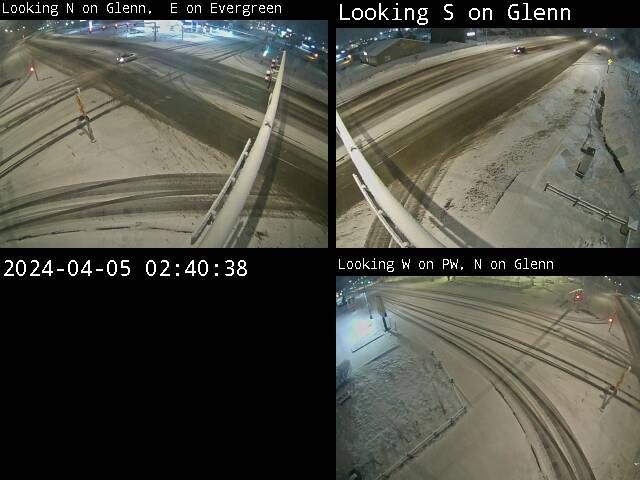 Looking N on Glenn, E on Evergreen
Looking S on Glenn
2024-04-05 02:40:38
Looking W on PW, N on Glenn